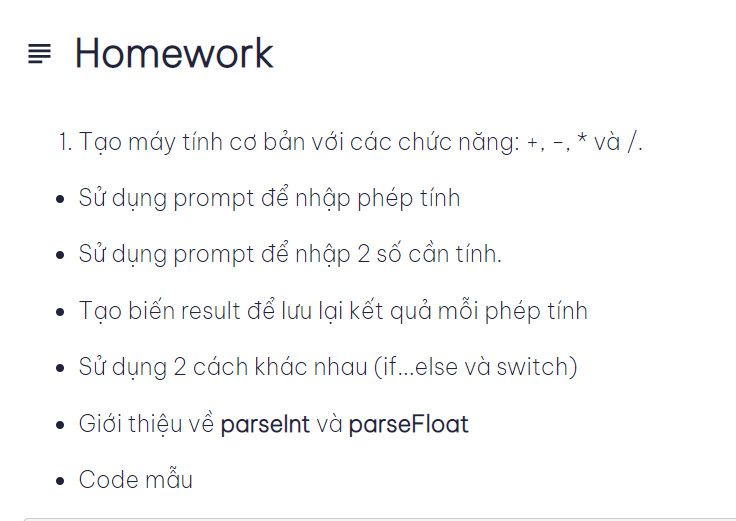 Homework
1. Tạo máy tính cơ bản với các chức năng: +, -, * và /.
• Sử dụng prompt để nhập phép tính
• Sử dụng prompt để nhập 2 số cần tính.
• Tạo biến result để lưu lại kết quả mỗi phép tính
• Sử dụng 2 cách khác nhau (if...else và switch)
• Giới thiệu về parseInt và parseFloat
• Code mẫu